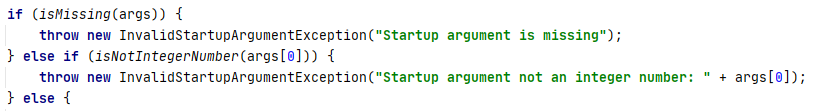 if (isMissing(args)) {
    throw new InvalidStartupArgumentException("Startup argument is missing");
} else if (isNotIntegerNumber(args[0])) {
    throw new InvalidStartupArgumentException("Startup argument not an integer number: " + args[0]);
} else {